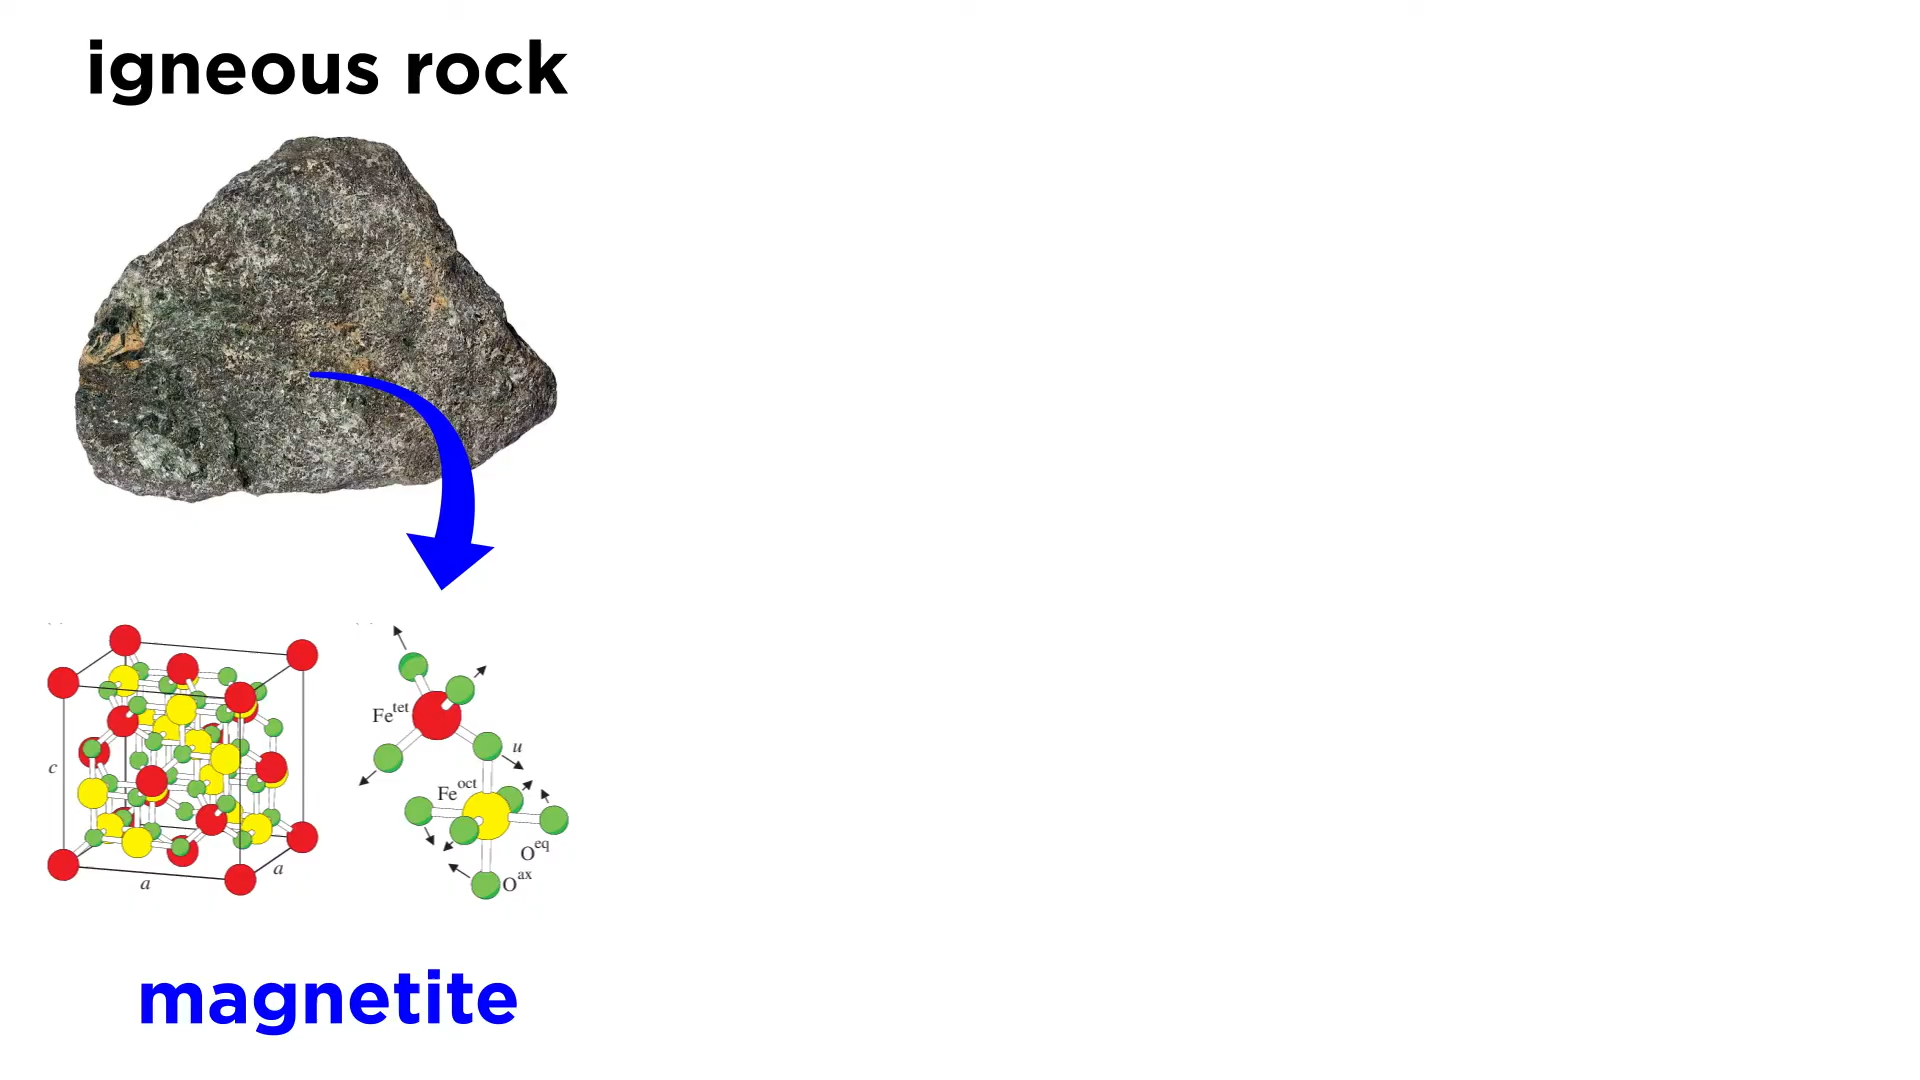 igneous rock
Fe^tet
u
c
Fe^oct
O^eq
O^ax
a
a
magnetite